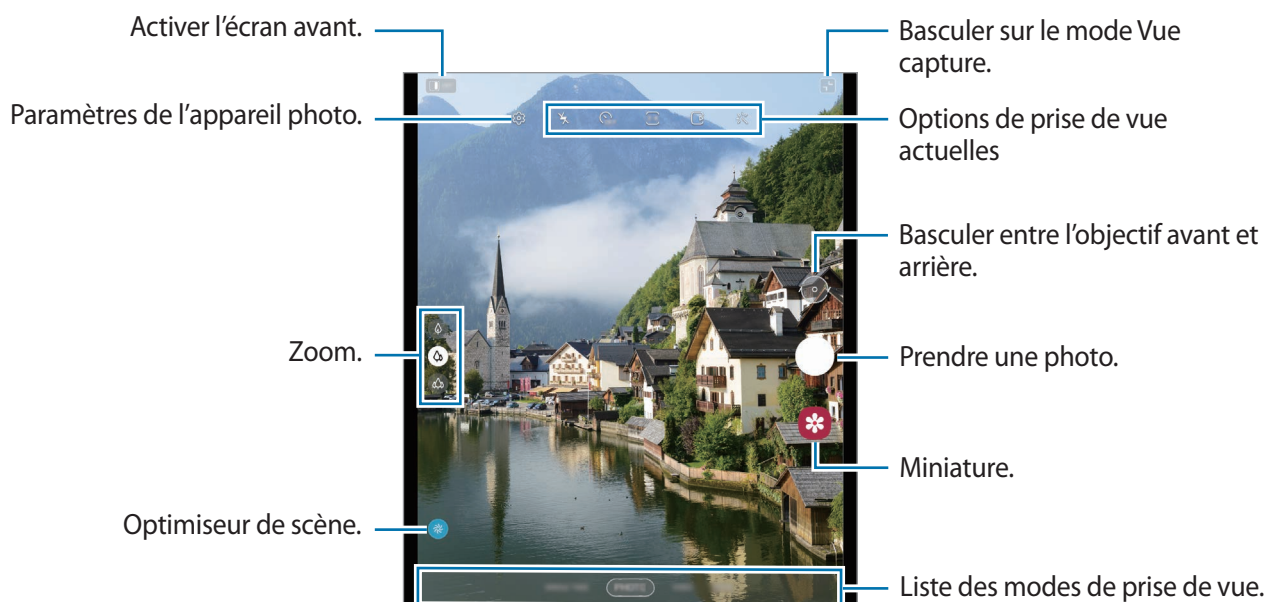 Activer l’écran avant.
Basculer sur le mode Vue
capture.
Paramètres de l’appareil photo.
Options de prise de vue
actuelles
Basculer entre l’objectif avant et
arrière.
Zoom.
Prendre une photo.
Miniature.
Optimiseur de scène.
PHOTO
Liste des modes de prise de vue.